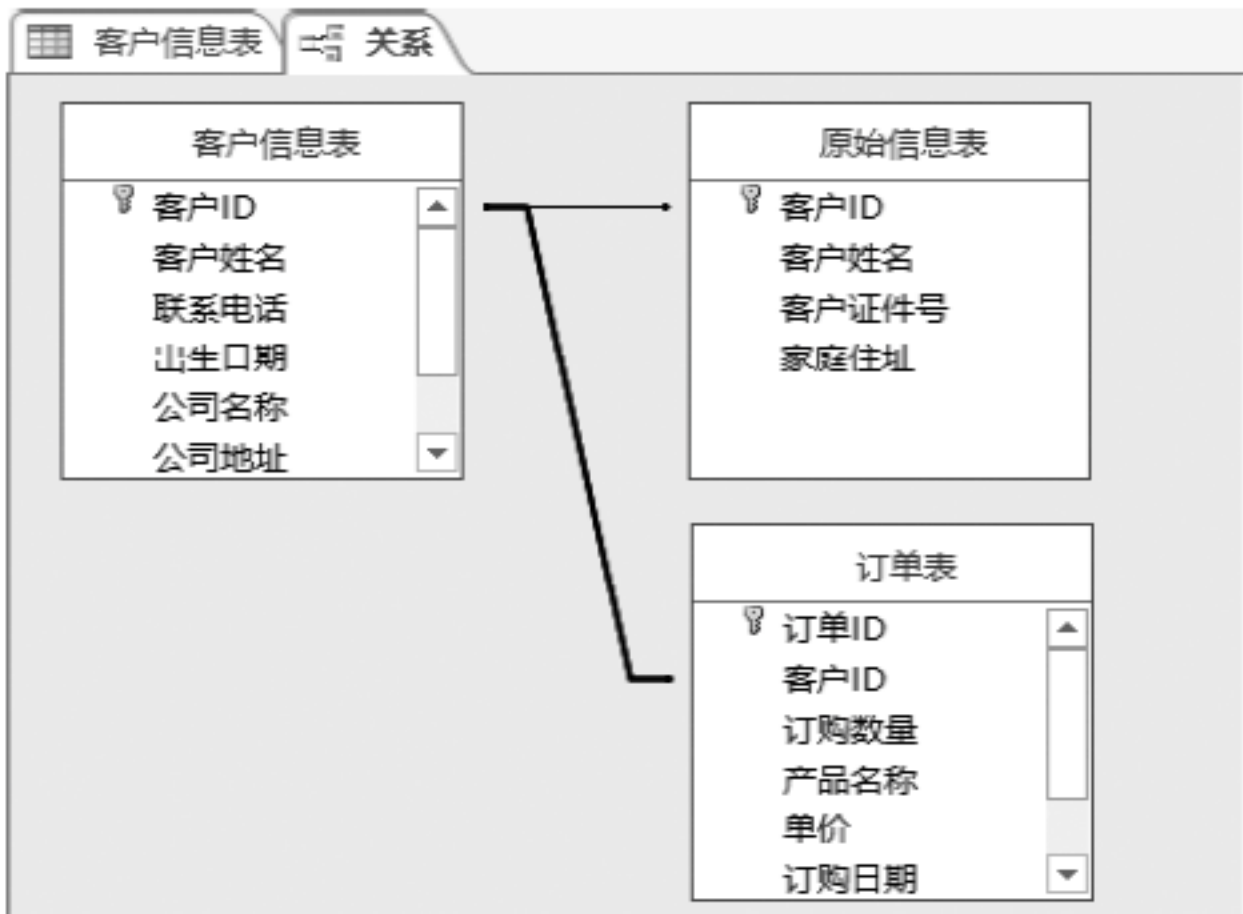 客户信息表 关系
客户信息表
客户ID
客户姓名
联系电话
出生日期
公司名称
公司地址
原始信息表
客户ID
客户姓名
客户证件号
家庭住址
订单表
订单ID
客户ID
订购数量
产品名称
单价
订购日期